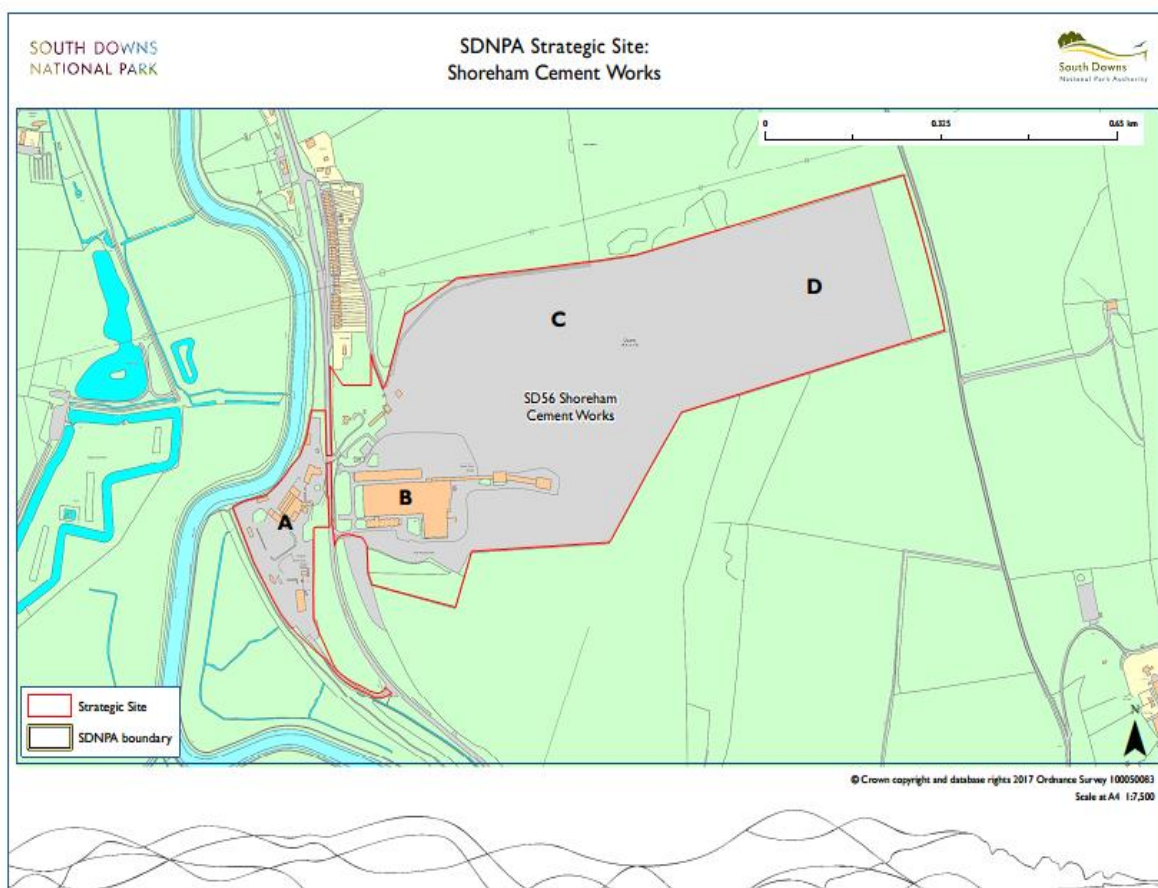 SOUTH DOWNS
NATIONAL PARK
SDNPA Strategic Site:
Shoreham Cement Works
South Downs
National Park Authority
0
0.325
0.65 km
C
D
SD56 Shoreham
Cement Works
B
A
Strategic Site
SDNPA boundary
N
© Crown copyright and database rights 2017 Ordnance Survey 100050083
Scale at A4 1:7,500